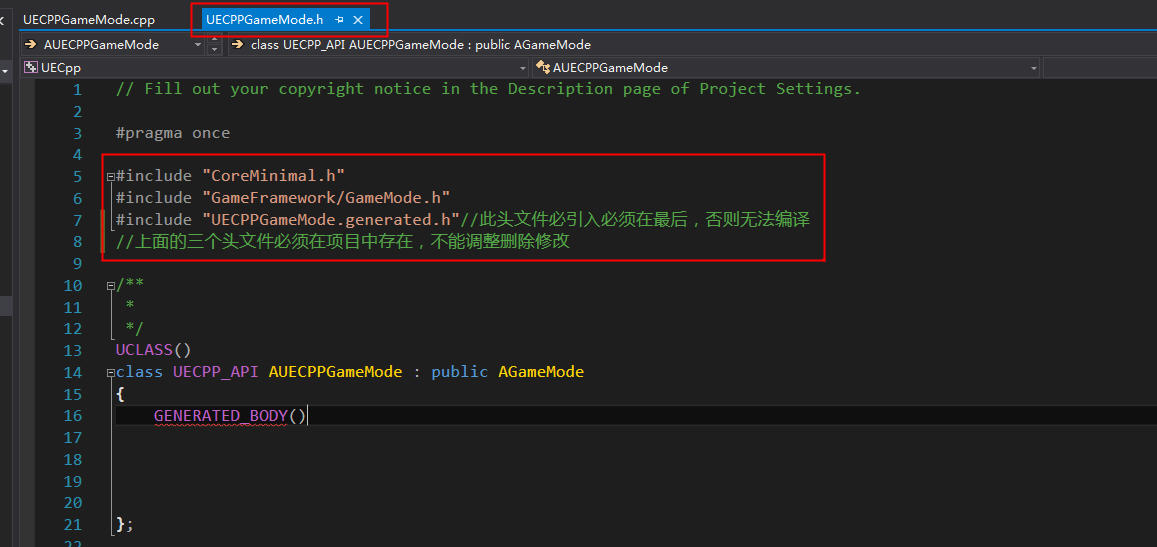 UECPPGameMode.cpp UECPPGameMode.h
AUECPPGameMode class UECPP_API AUECPPGameMode : public AGameMode
UECpp AUECPPGameMode
1 // Fill out your copyright notice in the Description page of Project Settings.
2
3 #pragma once
4
5 #include "CoreMinimal.h"
6 #include "GameFramework/GameMode.h"
7 #include "UECPPGameMode.generated.h"//此头文件必引入必须在最后，否则无法编译
8 //上面的三个头文件必须在项目中存在，不能调整删除修改
9
10 /**
11 *
12 */
13 UCLASS()
14 class UECPP_API AUECPPGameMode : public AGameMode
15 {
16 GENERATED_BODY()
17
18
19
20
21 };
22